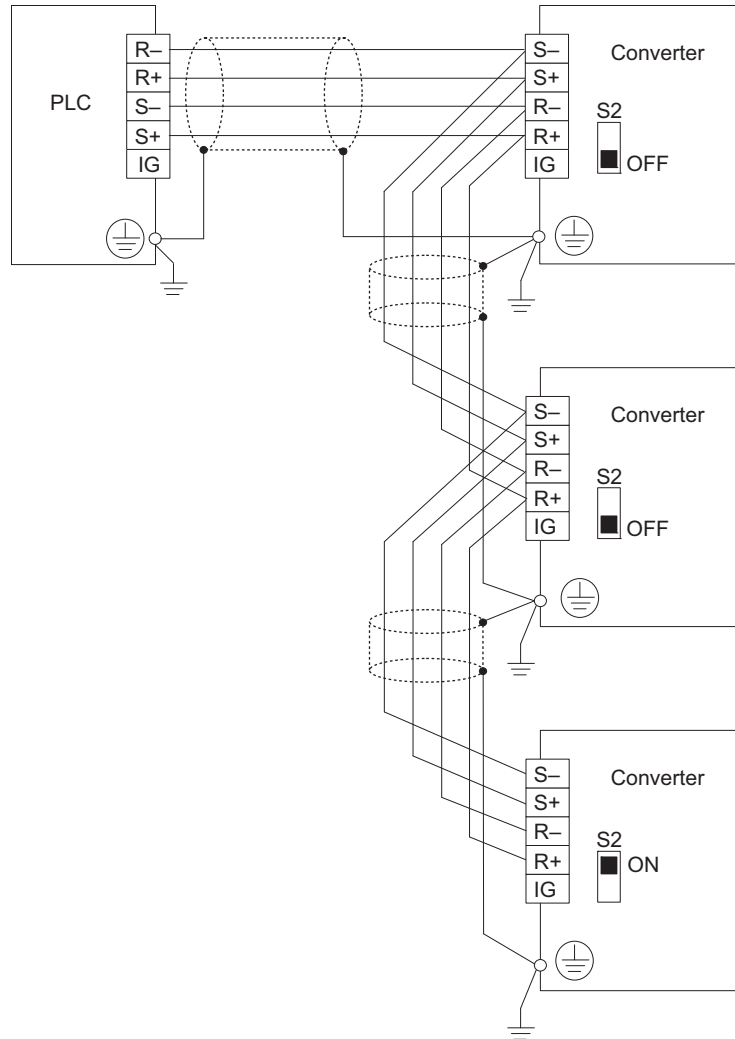 PLC
R–
R+
S–
S+
IG
S–
S+
R–
R+
IG
Converter
S2
OFF
S–
S+
R–
R+
IG
Converter
S2
OFF
S–
S+
R–
R+
IG
Converter
S2
ON